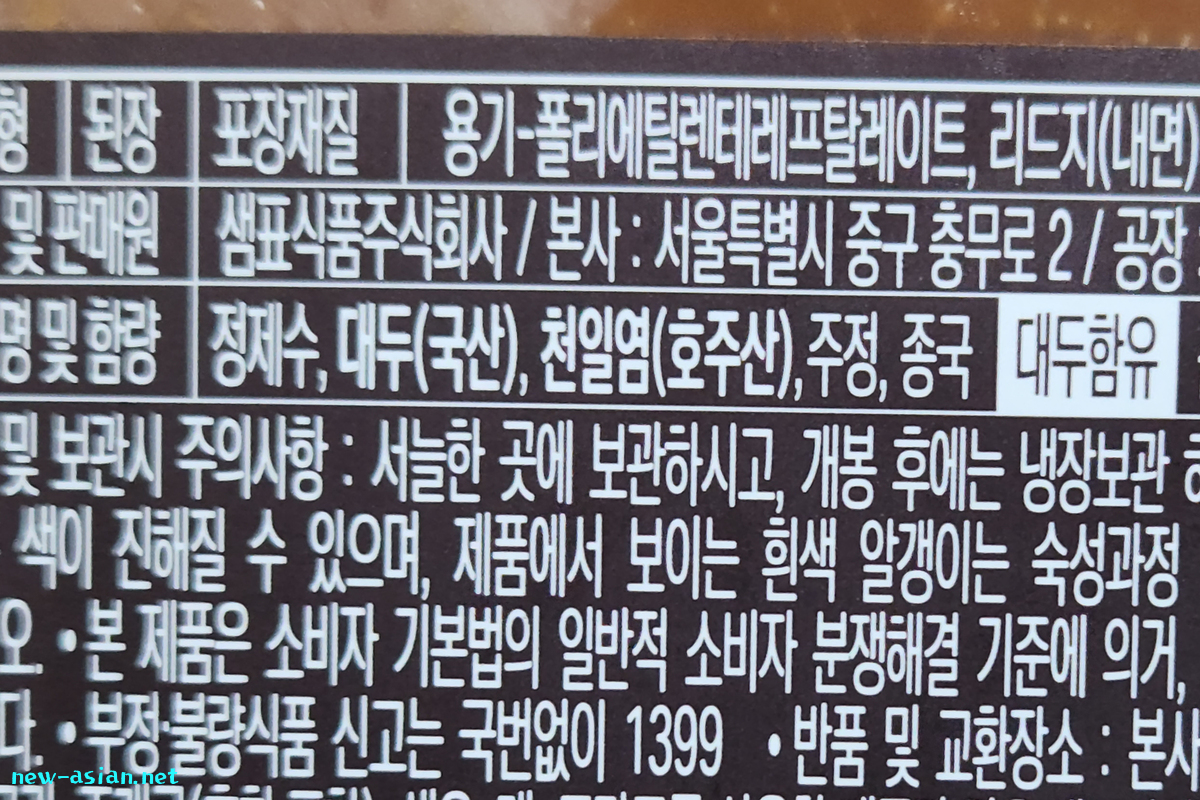 형 된장 포장재질 용기-폴리에틸렌테레프탈레이트, 리드지(내면)
및 판매원 샘표식품주식회사 / 본사 : 서울특별시 중구 충무로 2 / 공장
명 및 함량 정제수, 대두(국산), 천일염(호주산), 주정, 종국 대두함유
및 보관시 주의사항 : 서늘한 곳에 보관하시고, 개봉 후에는 냉장보관
색이 진해질 수 있으며, 제품에서 보이는 흰색 알갱이는 숙성과정
오. • 본 제품은 소비자 기본법의 일반적 소비자 분쟁해결 기준에 의거,
다. • 부정·불량식품 신고는 국번없이 1399 • 반품 및 교환장소 : 본사
new-asian.net